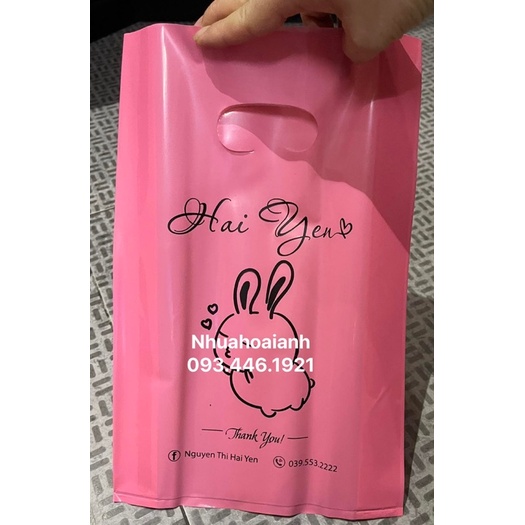 Hai Yen
Nhuahoaianh
093.446.1921
Thank You!
Nguyen Thi Hai Yen 039.553.2222